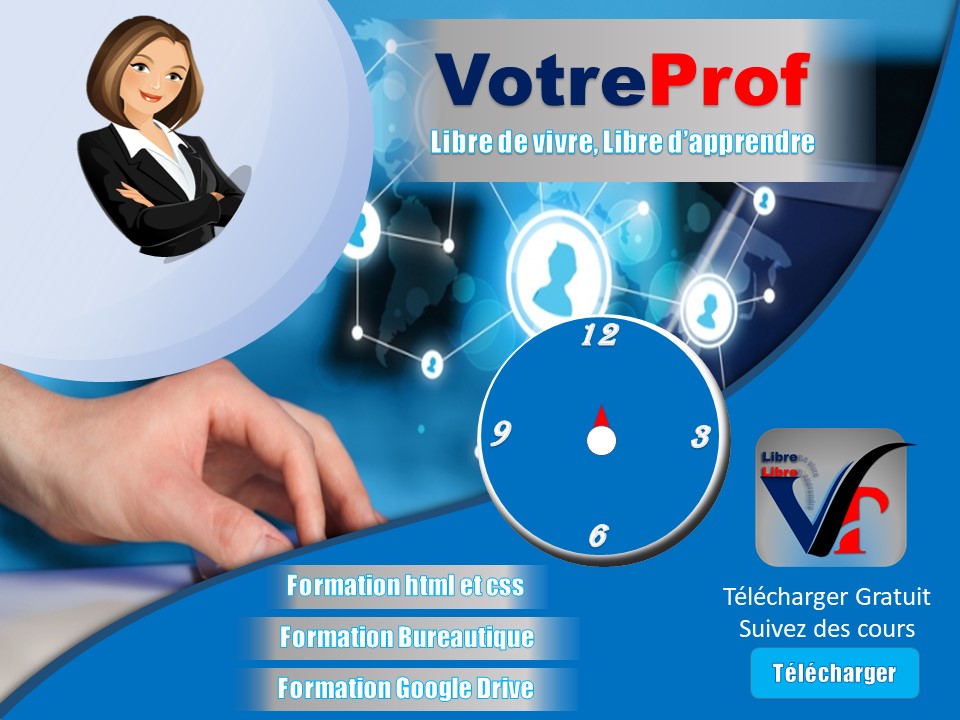 VotreProf
Libre de vivre, Libre d'apprendre
12
9
3
6
Libre
Libre
Formation html et css
Formation Bureautique
Formation Google Drive
Télécharger Gratuit
Suivez des cours
Télécharger